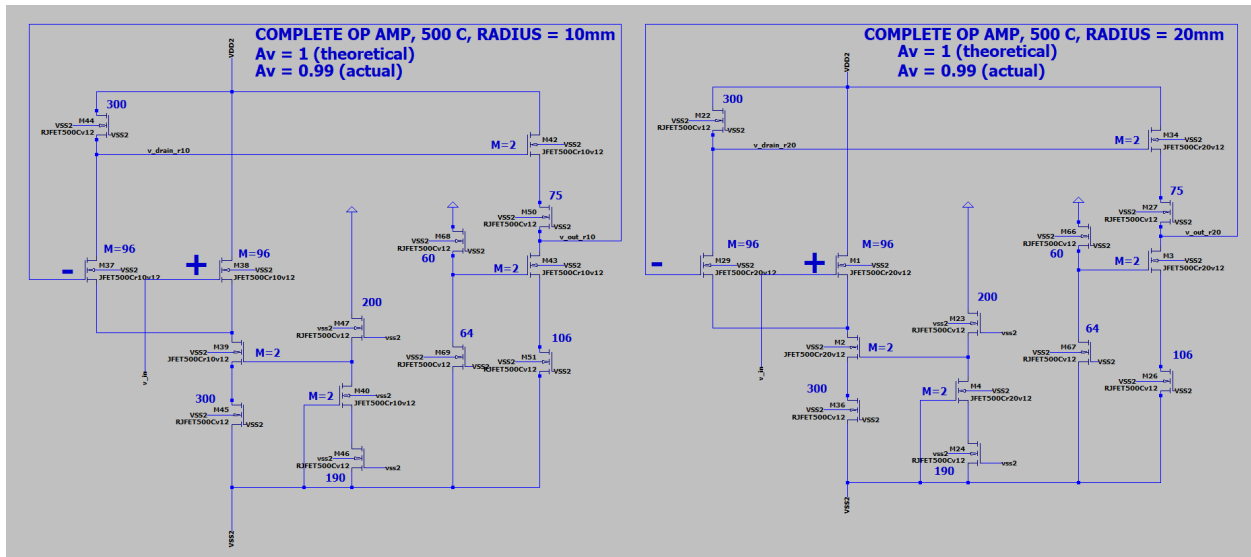 COMPLETE OP AMP, 500 C, RADIUS = 10mm
Av = 1 (theoretical)
Av = 0.99 (actual)
VDD2
300
M44
VSS2
RJFET500Cv12
VSS2
v_drain_r10
M=2
M42
VSS2
JFET500Cr10v12
75
M50
VSS2
RJFET500Cv12
v_out_r10
M68
VSS2
RJFET500Cv12
60
M=96
-
M37
VSS2
JFET500Cr10v12
M=96
+
M38
VSS2
JFET500Cr10v12
M=2
M43
VSS2
JFET500Cr10v12
200
M47
vss2
RJFET500Cv12
vss2
M39
VSS2
JFET500Cr10v12
M=2
64
M69
VSS2
RJFET500Cv12
VSS2
106
M51
VSS2
RJFET500Cv12
VSS2
v_in
M=2
M40
vss2
JFET500Cr10v12
300
M45
VSS2
RJFET500Cv12
VSS2
M46
vss2
RJFET500Cv12
vss2
190
VSS2
COMPLETE OP AMP, 500 C, RADIUS = 20mm
Av = 1 (theoretical)
Av = 0.99 (actual)
VDD2
300
M22
VSS2
RJFET500Cv12
VSS2
v_drain_r20
M=2
M34
VSS2
JFET500Cr20v12
75
M27
VSS2
RJFET500Cv12
v_out_r20
M66
VSS2
RJFET500Cv12
60
M=96
-
M29
VSS2
JFET500Cr20v12
M=96
+
M1
VSS2
JFET500Cr20v12
M=2
M3
VSS2
JFET500Cr20v12
200
M23
vss2
RJFET500Cv12
vss2
M2
VSS2
JFET500Cr20v12
M=2
64
M67
VSS2
RJFET500Cv12
VSS2
106
M26
VSS2
RJFET500Cv12
VSS2
v_in
M=2
M4
VSS2
JFET500Cr20v12
300
M36
VSS2
RJFET500Cv12
VSS2
M24
vss2
RJFET500Cv12
vss2
190
VSS2